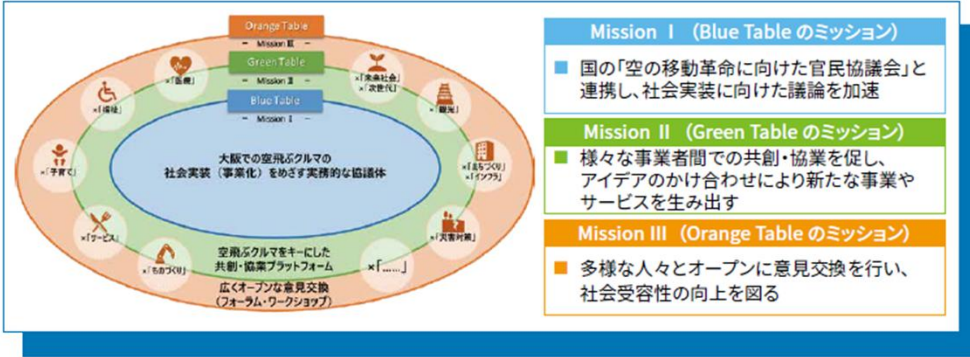 Orange Table
- Mission Ⅲ -
Green Table
- Mission Ⅱ -
Blue Table
- Mission Ⅰ -
×「医療」
×「未来社会」
×「次世代」
×「福祉」
×「観光」
×「子育て」
×「まちづくり」
×「インフラ」
×「サービス」
×「災害対策」
×「ものづくり」
×「……」
大阪での空飛ぶクルマの
社会実装(事業化)をめざす実務的な協議体
空飛ぶクルマをキーにした
共創・協業プラットフォーム
広くオープンな意見交換
(フォーラム・ワークショップ)
Mission Ⅰ (Blue Table のミッション)
■ 国の「空の移動革命に向けた官民協議会」と
連携し、社会実装に向けた議論を加速
Mission Ⅱ (Green Table のミッション)
■ 様々な事業者間での共創・協業を促し、
アイデアのかけ合わせにより新たな事業や
サービスを生み出す
Mission Ⅲ (Orange Table のミッション)
■ 多様な人々とオープンに意見交換を行い、
社会受容性の向上を図る